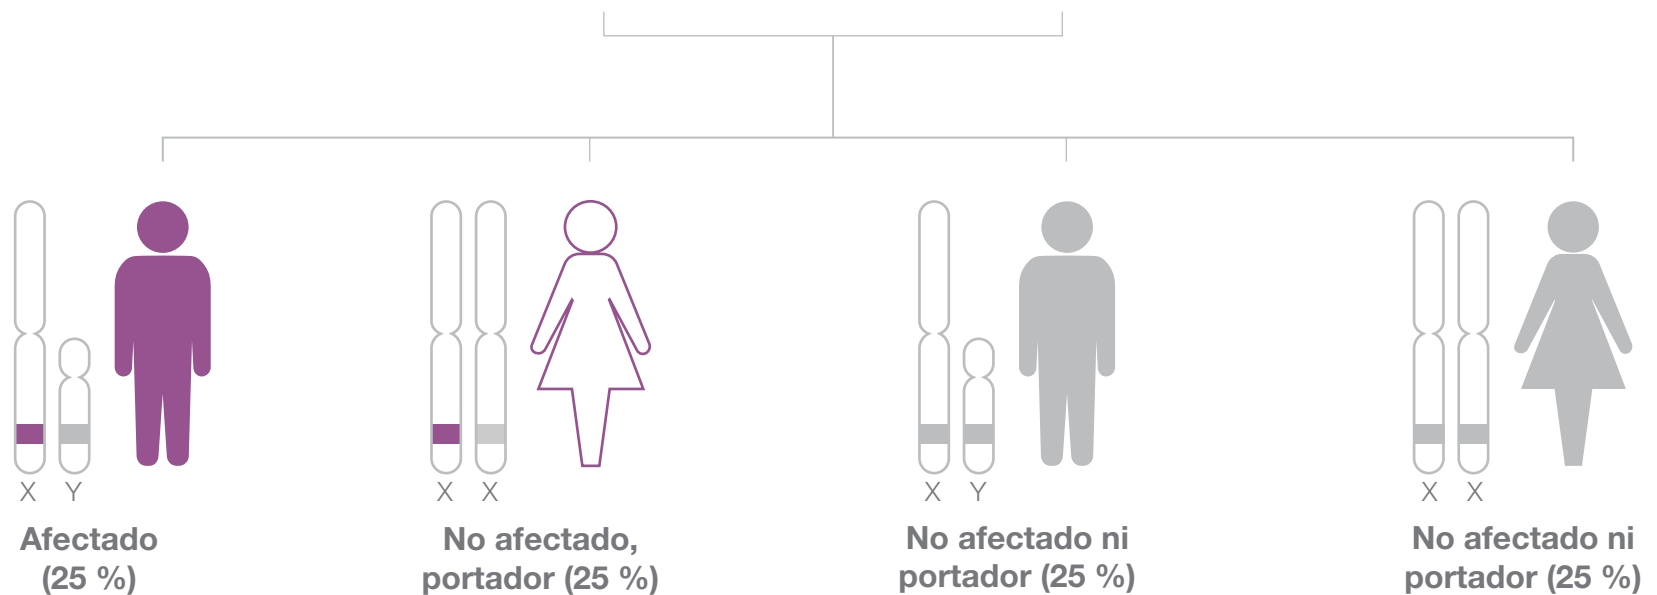 X Y
X X
X Y
X X
Afectado
(25 %)
No afectado,
portador (25 %)
No afectado ni
portador (25 %)
No afectado ni
portador (25 %)